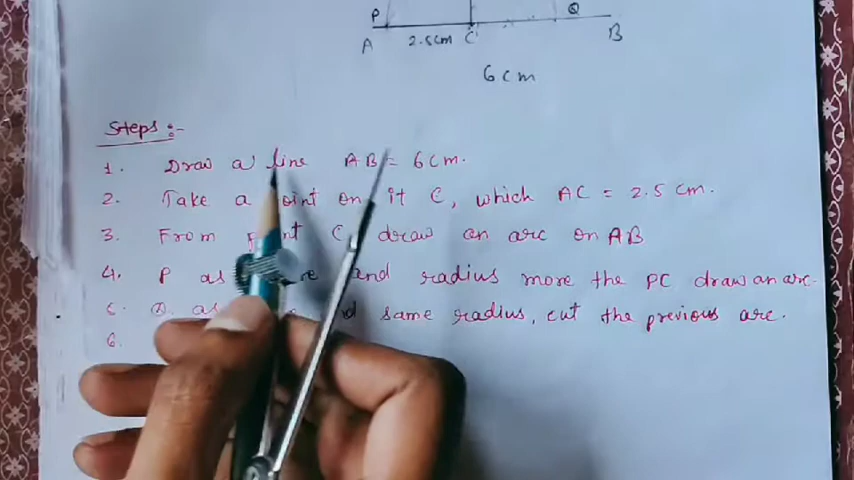 P Q
A 2.5cm C B
6cm
Steps :-
1. Draw a line AB = 6cm.
2. Take a point on it C, which AC = 2.5 cm.
3. From C draw an arc on AB
4. P as and radius more the PC draw an arc.
Q as same radius, cut the previous arc.
6.